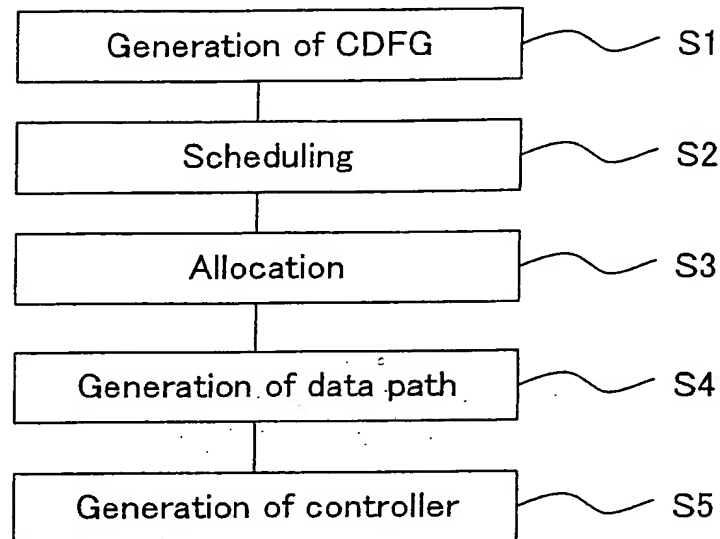 Generation of CDFG S1
Scheduling S2
Allocation S3
Generation of data path S4
Generation of controller S5